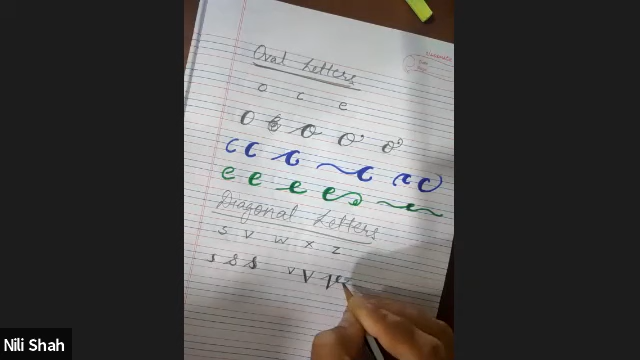 Oval Letters
o c e
o o o o o
c c c c c c
e e e e e
Diagonal Letters
s v w x z
s s s v v v
Nili Shah